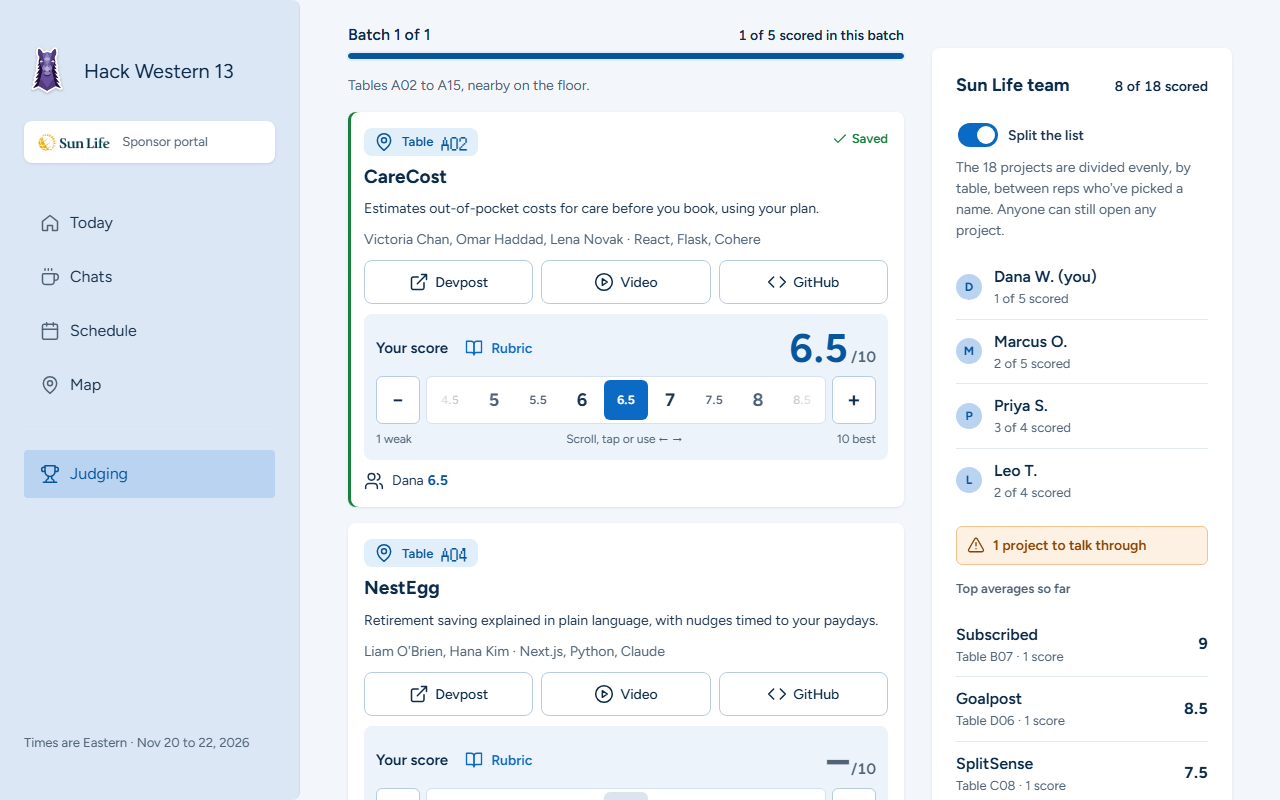 Hack Western 13
Sun Life Sponsor portal
Today
Chats
Schedule
Map
Judging
Times are Eastern · Nov 20 to 22, 2026
Batch 1 of 1
1 of 5 scored in this batch
Tables A02 to A15, nearby on the floor.
Table A02
Saved
CareCost
Estimates out-of-pocket costs for care before you book, using your plan.
Victoria Chan, Omar Haddad, Lena Novak · React, Flask, Cohere
Devpost
Video
GitHub
Your score
Rubric
6.5/10
− 4.5 5 5.5 6 6.5 7 7.5 8 8.5 +
1 weak
Scroll, tap or use ← →
10 best
Dana 6.5
Table A04
NestEgg
Retirement saving explained in plain language, with nudges timed to your paydays.
Liam O'Brien, Hana Kim · Next.js, Python, Claude
Devpost
Video
GitHub
Your score
Rubric
—/10
Sun Life team
8 of 18 scored
Split the list
The 18 projects are divided evenly, by
table, between reps who've picked a
name. Anyone can still open any
project.
D
Dana W. (you)
1 of 5 scored
M
Marcus O.
2 of 5 scored
P
Priya S.
3 of 4 scored
L
Leo T.
2 of 4 scored
1 project to talk through
Top averages so far
Subscribed
Table B07 · 1 score
9
Goalpost
Table D06 · 1 score
8.5
SplitSense
Table C08 · 1 score
7.5